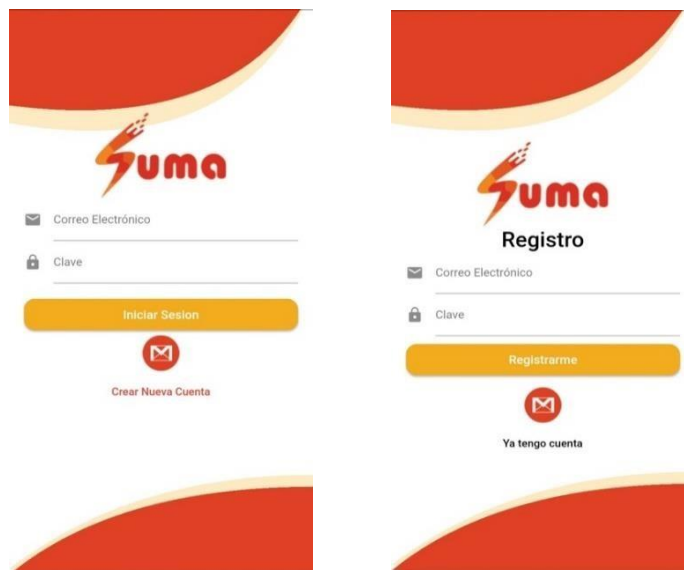 Suma
Correo Electrónico
Clave
Iniciar Sesion
Crear Nueva Cuenta
Suma
Registro
Correo Electrónico
Clave
Registrarme
Ya tengo cuenta